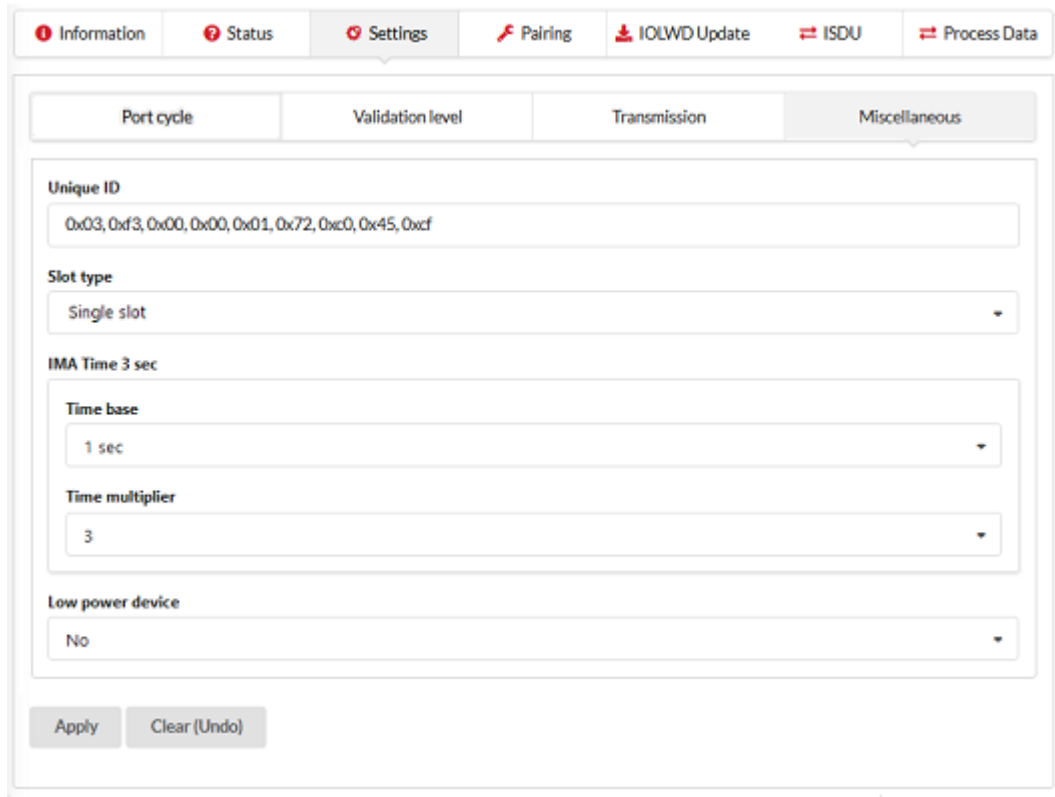 Information Status Settings Pairing IOLWD Update ISDU Process Data
Port cycle Validation level Transmission Miscellaneous
Unique ID
0x03, 0xf3, 0x00, 0x00, 0x01, 0x72, 0xc0, 0x45, 0xcf
Slot type
Single slot
IMA Time 3 sec
Time base
1 sec
Time multiplier
3
Low power device
No
Apply Clear (Undo)